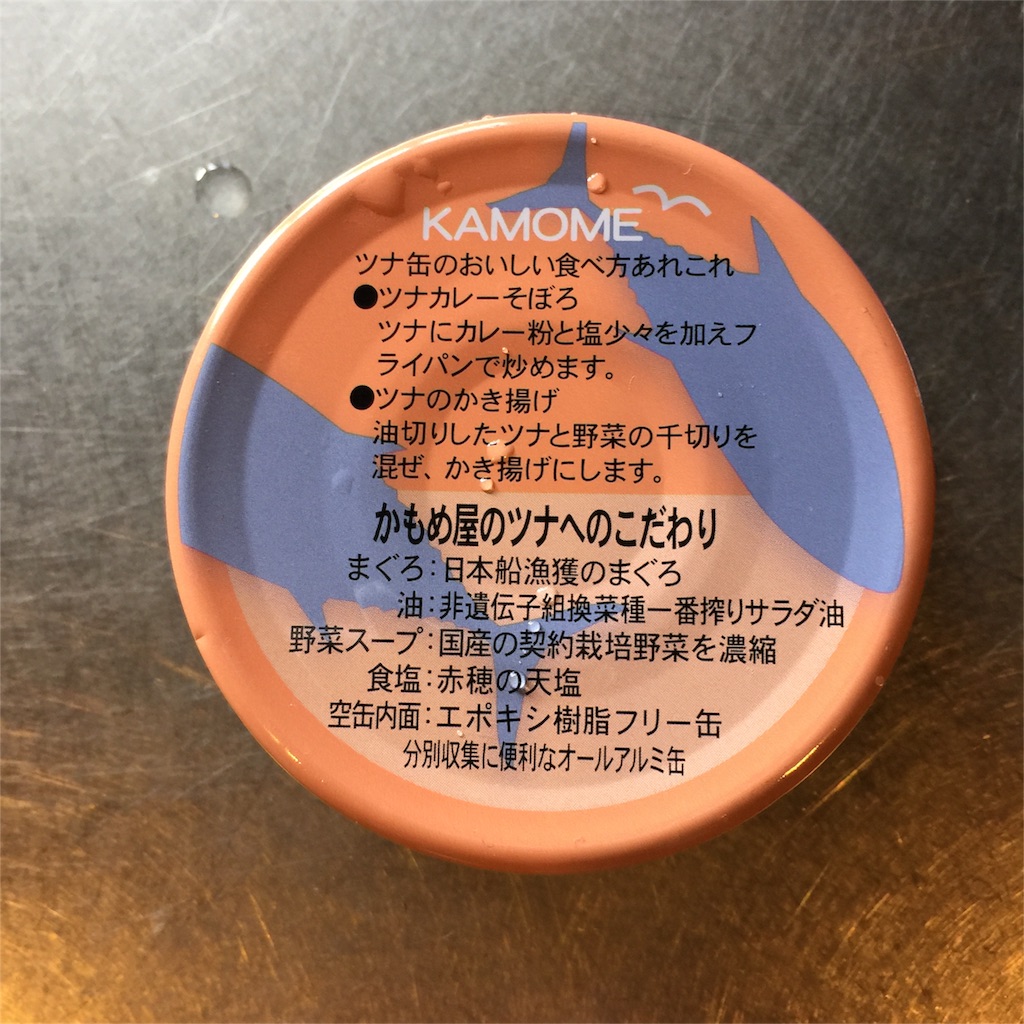 KAMOME
ツナ缶のおいしい食べ方あれこれ
●ツナカレーそぼろ
ツナにカレー粉と塩少々を加えフ
ライパンで炒めます。
●ツナのかき揚げ
油切りしたツナと野菜の千切りを
混ぜ、かき揚げにします。
かもめ屋のツナへのこだわり
まぐろ:日本船漁獲のまぐろ
油:非遺伝子組換菜種一番搾りサラダ油
野菜スープ:国産の契約栽培野菜を濃縮
食塩:赤穂の天塩
空缶内面:エポキシ樹脂フリー缶
分別収集に便利なオールアルミ缶